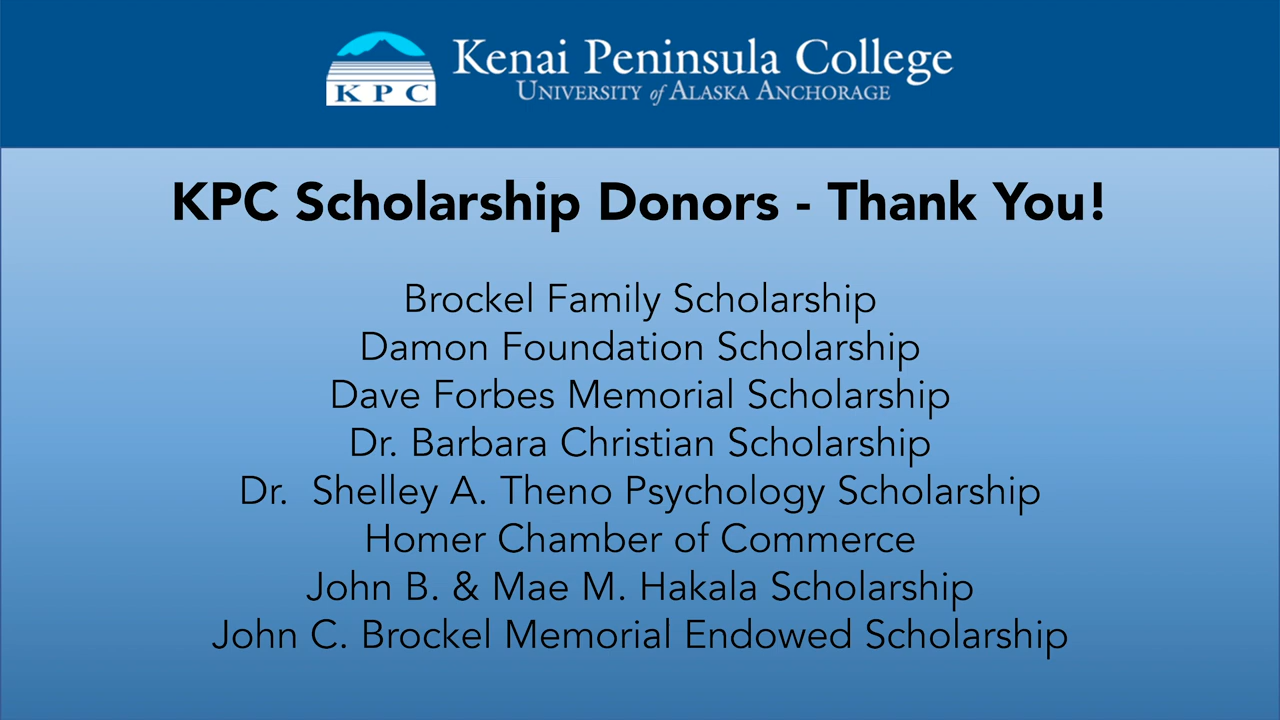 KPC
Kenai Peninsula College
University of Alaska Anchorage
KPC Scholarship Donors - Thank You!
Brockel Family Scholarship
Damon Foundation Scholarship
Dave Forbes Memorial Scholarship
Dr. Barbara Christian Scholarship
Dr.  Shelley A. Theno Psychology Scholarship
Homer Chamber of Commerce
John B. & Mae M. Hakala Scholarship
John C. Brockel Memorial Endowed Scholarship